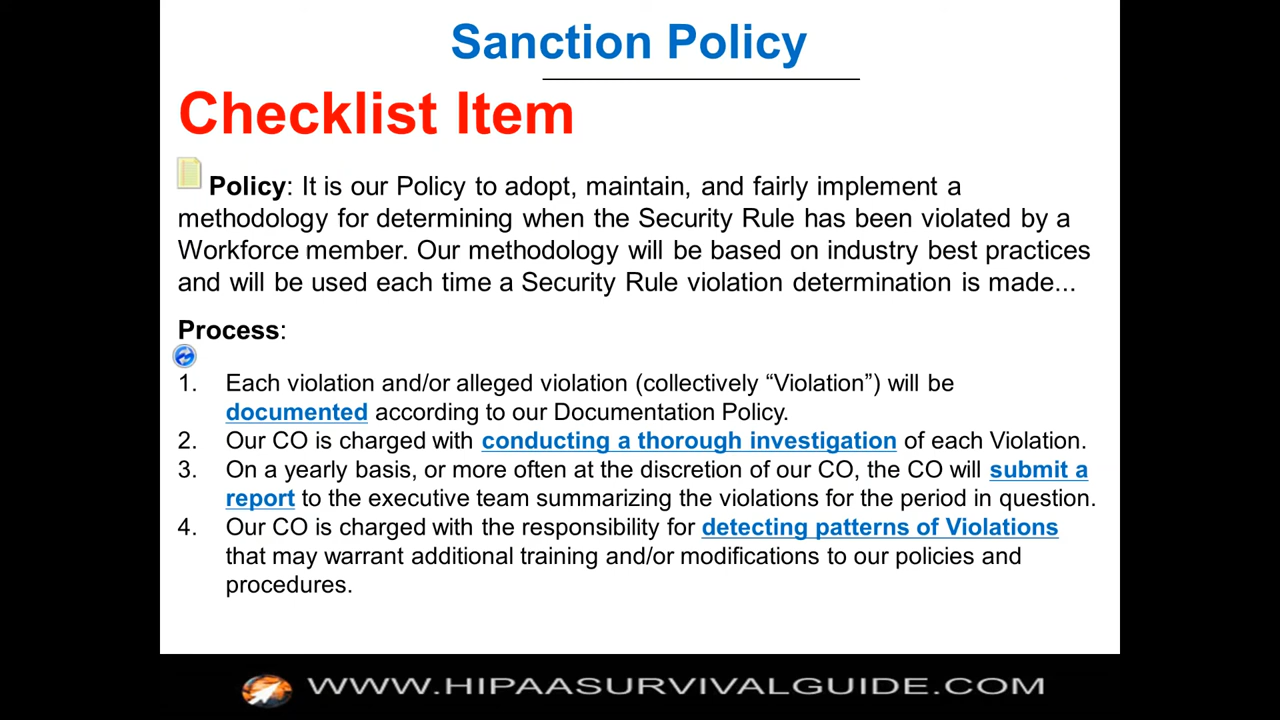 Sanction Policy
Checklist Item
Policy: It is our Policy to adopt, maintain, and fairly implement a
methodology for determining when the Security Rule has been violated by a
Workforce member. Our methodology will be based on industry best practices
and will be used each time a Security Rule violation determination is made...
Process:
1. Each violation and/or alleged violation (collectively “Violation”) will be
documented according to our Documentation Policy.
2. Our CO is charged with conducting a thorough investigation of each Violation.
3. On a yearly basis, or more often at the discretion of our CO, the CO will submit a
report to the executive team summarizing the violations for the period in question.
4. Our CO is charged with the responsibility for detecting patterns of Violations
that may warrant additional training and/or modifications to our policies and
procedures.
WWW.HIPAASURVIVALGUIDE.COM